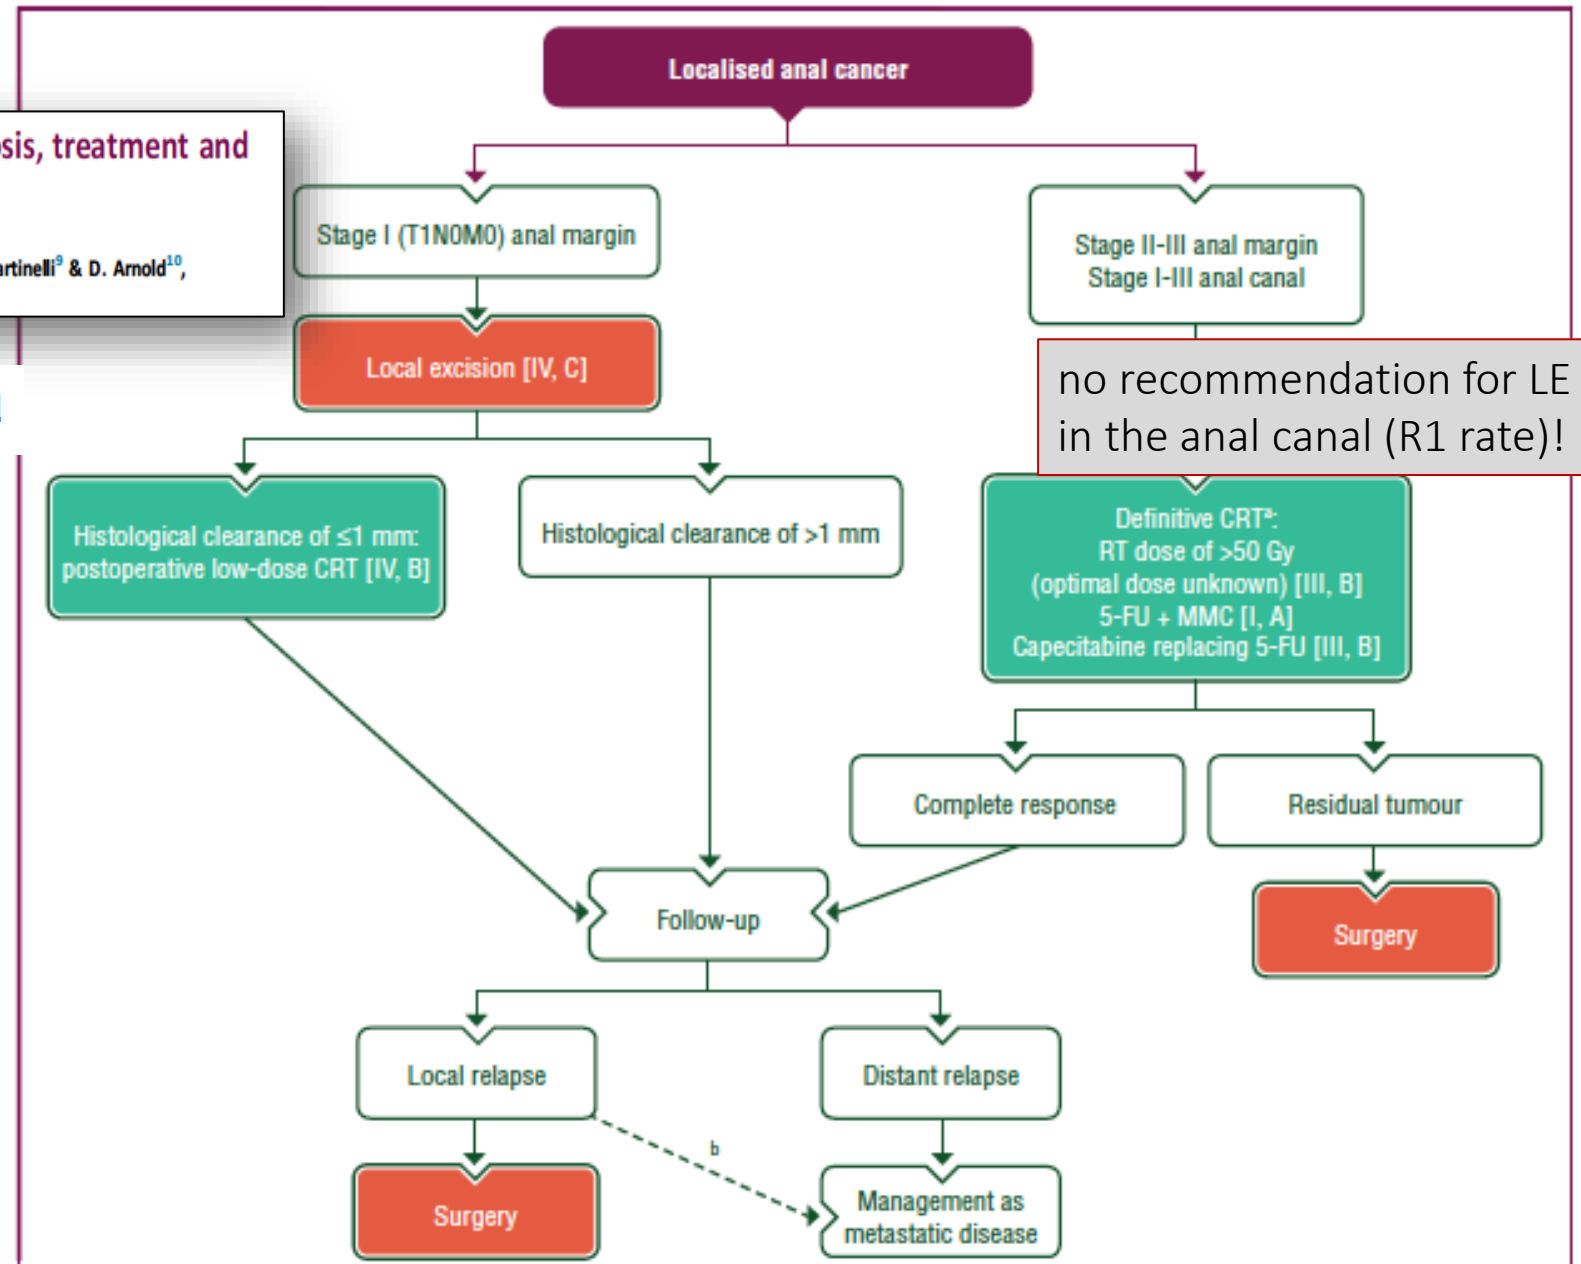 Localised anal cancer
osis, treatment and
artinelli⁹ & D. Arnold¹⁰,
Stage I (T1N0M0) anal margin
Stage II-III anal margin
Stage I-III anal canal
Local excision [IV, C]
no recommendation for LE
in the anal canal (R1 rate)!
Histological clearance of ≤1 mm:
postoperative low-dose CRT [IV, B]
Histological clearance of >1 mm
Definitive CRTᵃ:
RT dose of >50 Gy
(optimal dose unknown) [III, B]
5-FU + MMC [I, A]
Capecitabine replacing 5-FU [III, B]
Complete response
Residual tumour
Follow-up
Surgery
Local relapse
Distant relapse
b
Surgery
Management as
metastatic disease